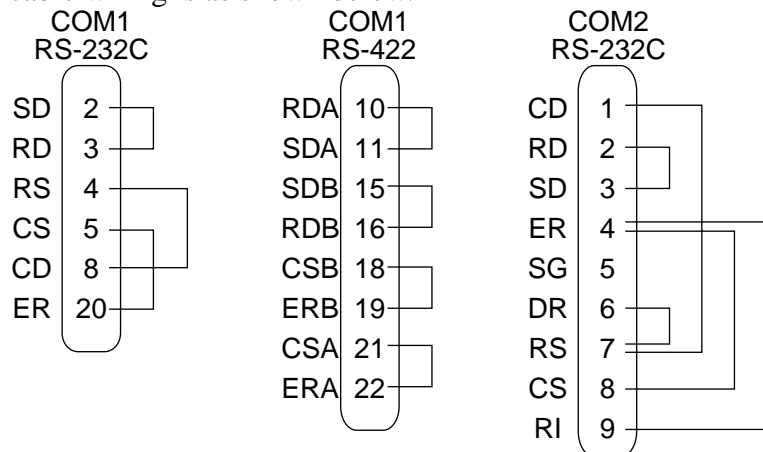 COM1
RS-232C
SD 2
RD 3
RS 4
CS 5
CD 8
ER 20
COM1
RS-422
RDA 10
SDA 11
SDB 15
RDB 16
CSB 18
ERB 19
CSA 21
ERA 22
COM2
RS-232C
CD 1
RD 2
SD 3
ER 4
SG 5
DR 6
RS 7
CS 8
RI 9